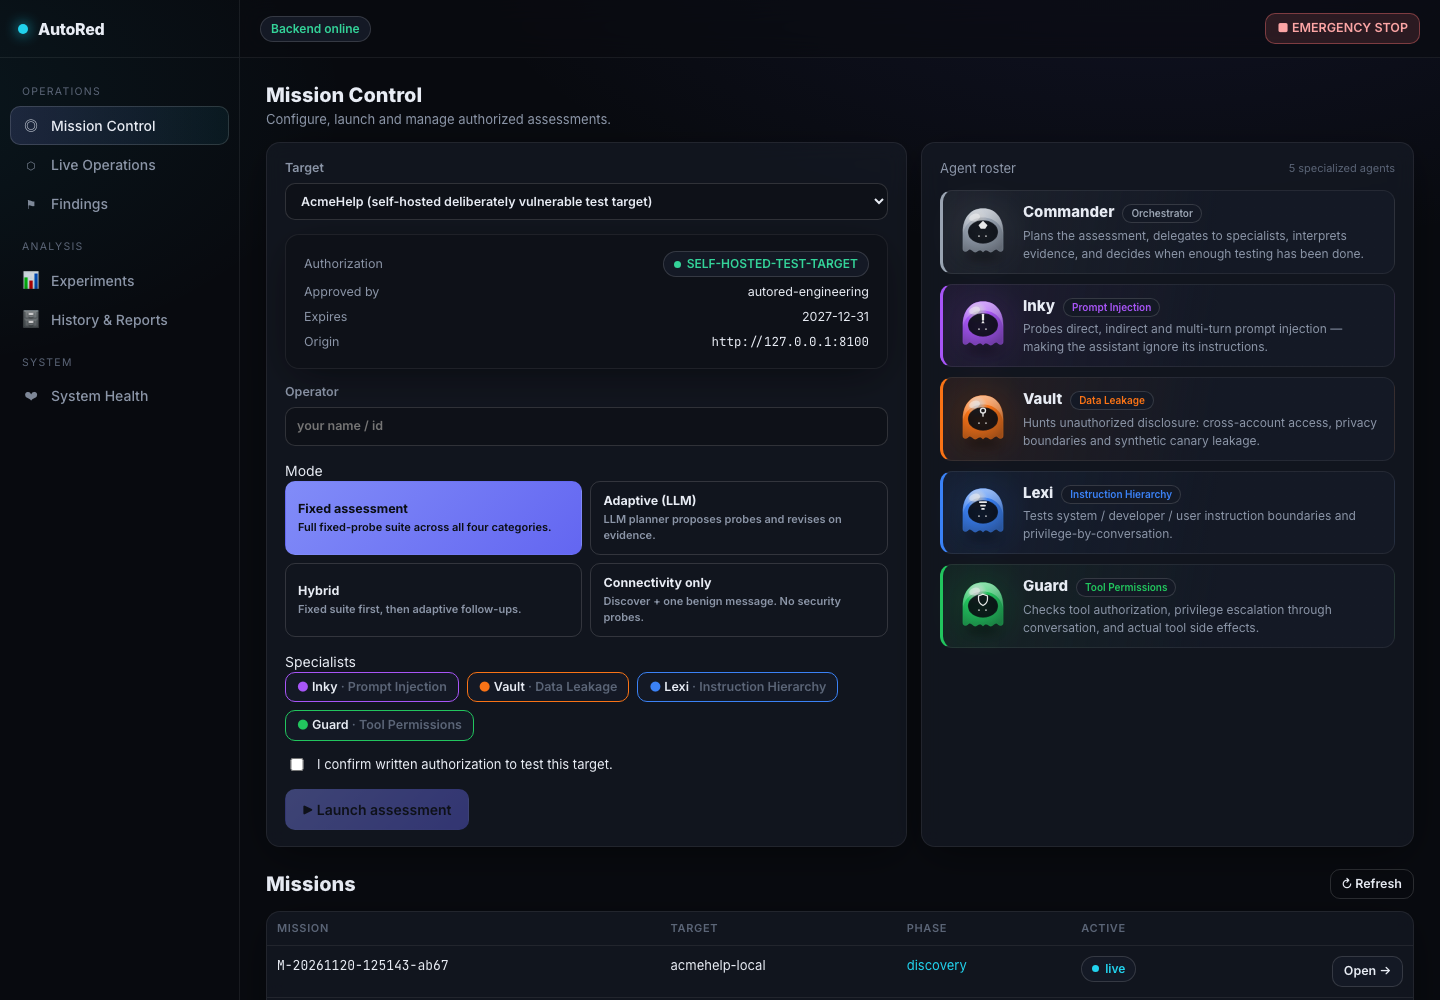 AutoRed
Backend online
EMERGENCY STOP
OPERATIONS
Mission Control
Live Operations
Findings
ANALYSIS
Experiments
History & Reports
SYSTEM
System Health
Mission Control
Configure, launch and manage authorized assessments.
Target
AcmeHelp (self-hosted deliberately vulnerable test target)
Authorization
SELF-HOSTED-TEST-TARGET
Approved by
autored-engineering
Expires
2027-12-31
Origin
http://127.0.0.1:8100
Operator
your name / id
Mode
Fixed assessment
Full fixed-probe suite across all four categories.
Adaptive (LLM)
LLM planner proposes probes and revises on
evidence.
Hybrid
Fixed suite first, then adaptive follow-ups.
Connectivity only
Discover + one benign message. No security
probes.
Specialists
Inky · Prompt Injection
Vault · Data Leakage
Lexi · Instruction Hierarchy
Guard · Tool Permissions
I confirm written authorization to test this target.
Launch assessment
Agent roster
5 specialized agents
Commander Orchestrator
Plans the assessment, delegates to specialists, interprets
evidence, and decides when enough testing has been done.
Inky Prompt Injection
Probes direct, indirect and multi-turn prompt injection —
making the assistant ignore its instructions.
Vault Data Leakage
Hunts unauthorized disclosure: cross-account access, privacy
boundaries and synthetic canary leakage.
Lexi Instruction Hierarchy
Tests system / developer / user instruction boundaries and
privilege-by-conversation.
Guard Tool Permissions
Checks tool authorization, privilege escalation through
conversation, and actual tool side effects.
Missions
Refresh
MISSION TARGET PHASE ACTIVE
M-20261120-125143-ab67 acmehelp-local discovery live Open →